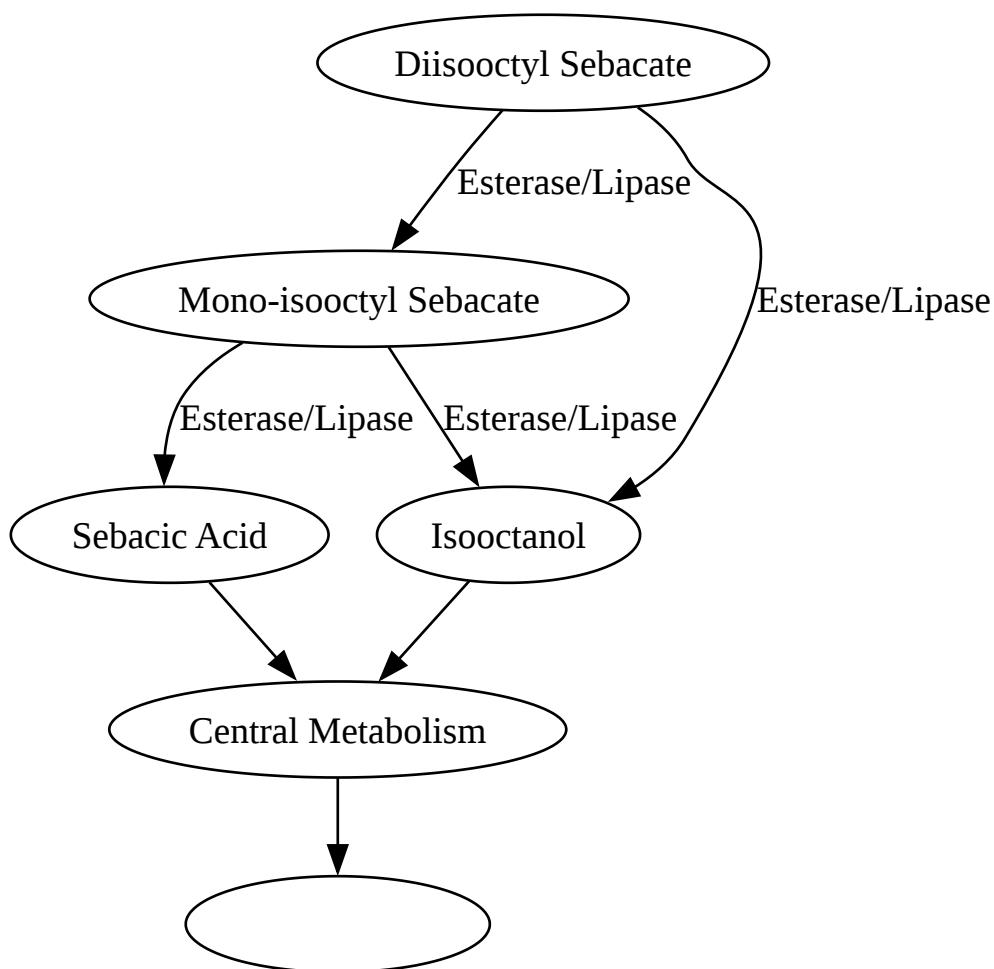 Diisooctyl Sebacate
Esterase/Lipase
Mono-isooctyl Sebacate
Esterase/Lipase
Esterase/Lipase
Esterase/Lipase
Sebacic Acid
Isooctanol
Central Metabolism